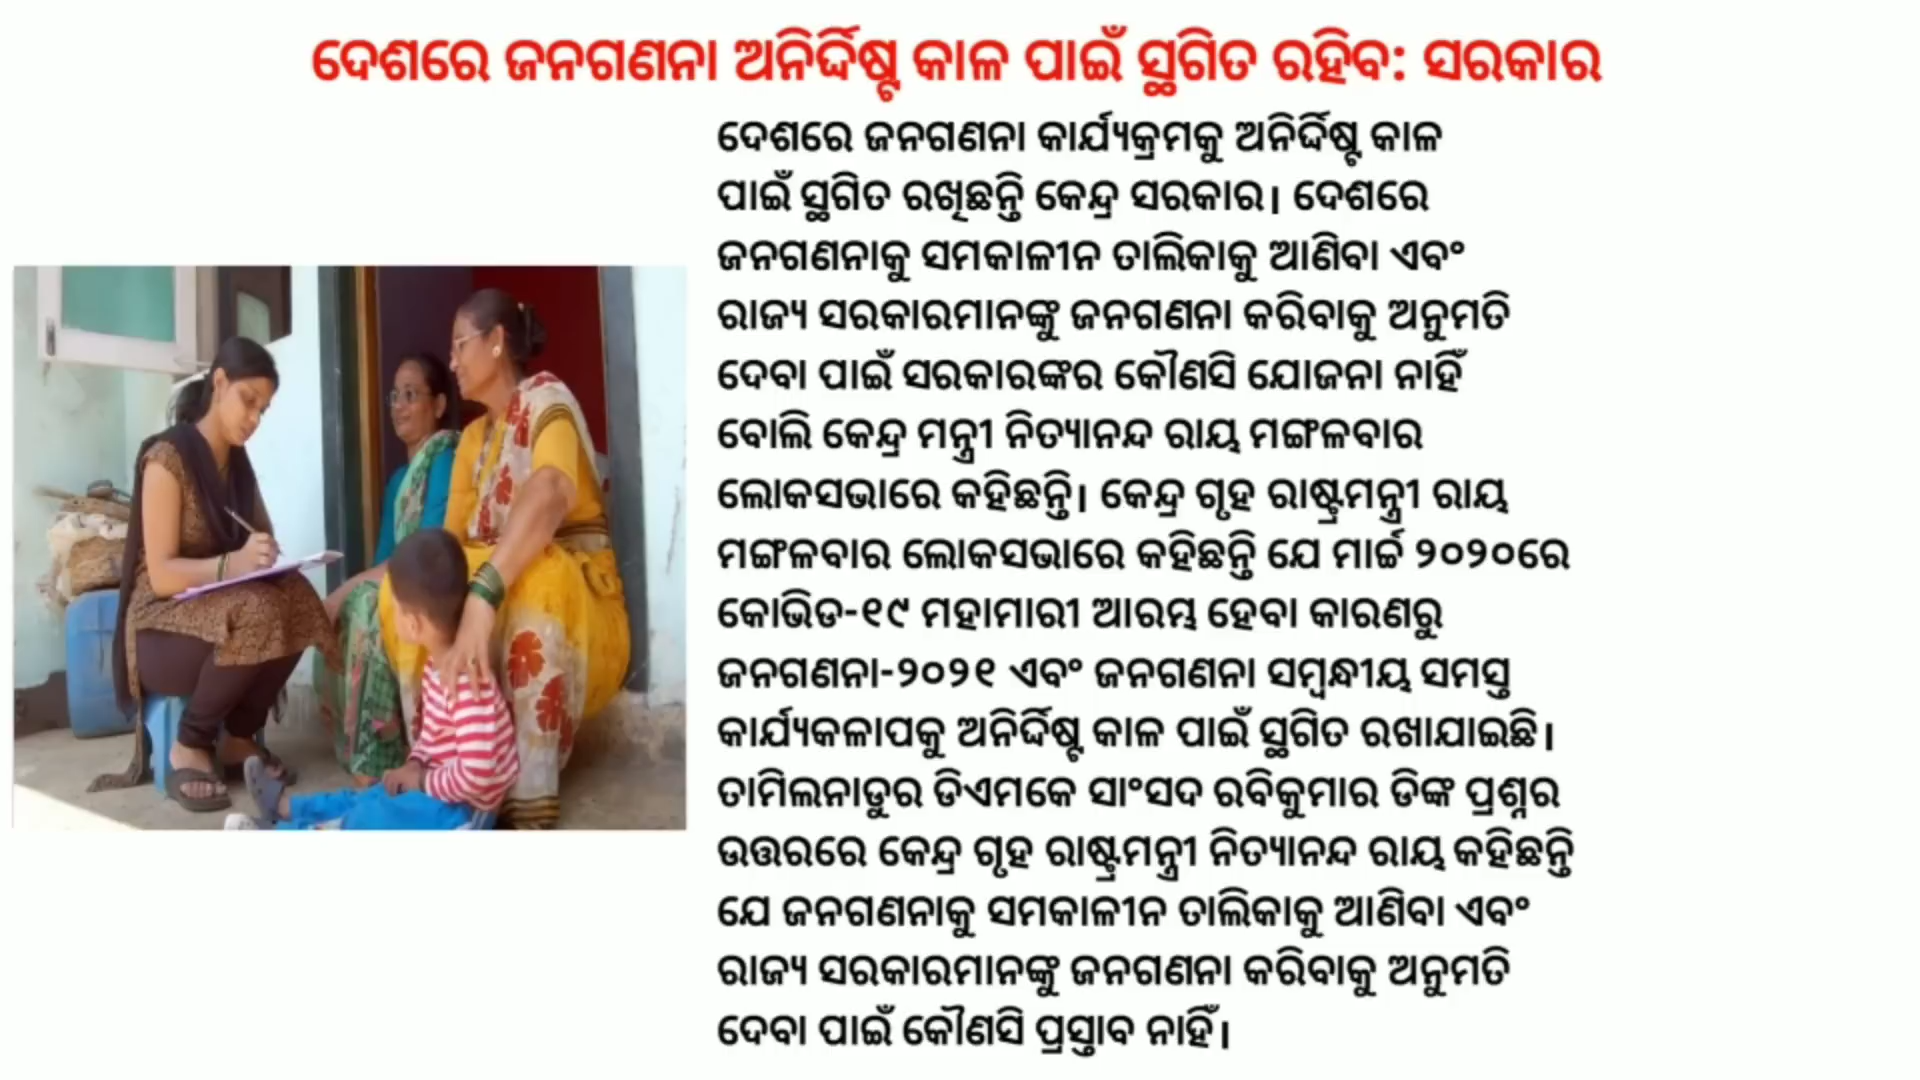 ଦେଶରେ ଜନଗଣନା ଅନିର୍ଦ୍ଦିଷ୍ଟ କାଳ ପାଇଁ ସ୍ଥଗିତ ରହିବ: ସରକାର
ଦେଶରେ ଜନଗଣନା କାର୍ଯ୍ୟକ୍ରମକୁ ଅନିର୍ଦ୍ଦିଷ୍ଟ କାଳ
ପାଇଁ ସ୍ଥଗିତ ରଖିଛନ୍ତି କେନ୍ଦ୍ର ସରକାର। ଦେଶରେ
ଜନଗଣନାକୁ ସମକାଳୀନ ତାଲିକାକୁ ଆଣିବା ଏବଂ
ରାଜ୍ୟ ସରକାରମାନଙ୍କୁ ଜନଗଣନା କରିବାକୁ ଅନୁମତି
ଦେବା ପାଇଁ ସରକାରଙ୍କର କୌଣସି ଯୋଜନା ନାହିଁ
ବୋଲି କେନ୍ଦ୍ର ମନ୍ତ୍ରୀ ନିତ୍ୟାନନ୍ଦ ରାୟ ମଙ୍ଗଳବାର
ଲୋକସଭାରେ କହିଛନ୍ତି। କେନ୍ଦ୍ର ଗୃହ ରାଷ୍ଟ୍ରମନ୍ତ୍ରୀ ରାୟ
ମଙ୍ଗଳବାର ଲୋକସଭାରେ କହିଛନ୍ତି ଯେ ମାର୍ଚ୍ଚ ୨୦୨୦ରେ
କୋଭିଡ-୧୯ ମହାମାରୀ ଆରମ୍ଭ ହେବା କାରଣରୁ
ଜନଗଣନା-୨୦୨୧ ଏବଂ ଜନଗଣନା ସମ୍ବନ୍ଧୀୟ ସମସ୍ତ
କାର୍ଯ୍ୟକଳାପକୁ ଅନିର୍ଦ୍ଦିଷ୍ଟ କାଳ ପାଇଁ ସ୍ଥଗିତ ରଖାଯାଇଛି।
ତାମିଲନାଡୁର ଡିଏମକେ ସାଂସଦ ରବିକୁମାର ଡିଙ୍କ ପ୍ରଶ୍ନର
ଉତ୍ତରରେ କେନ୍ଦ୍ର ଗୃହ ରାଷ୍ଟ୍ରମନ୍ତ୍ରୀ ନିତ୍ୟାନନ୍ଦ ରାୟ କହିଛନ୍ତି
ଯେ ଜନଗଣନାକୁ ସମକାଳୀନ ତାଲିକାକୁ ଆଣିବା ଏବଂ
ରାଜ୍ୟ ସରକାରମାନଙ୍କୁ ଜନଗଣନା କରିବାକୁ ଅନୁମତି
ଦେବା ପାଇଁ କୌଣସି ପ୍ରସ୍ତାବ ନାହିଁ।